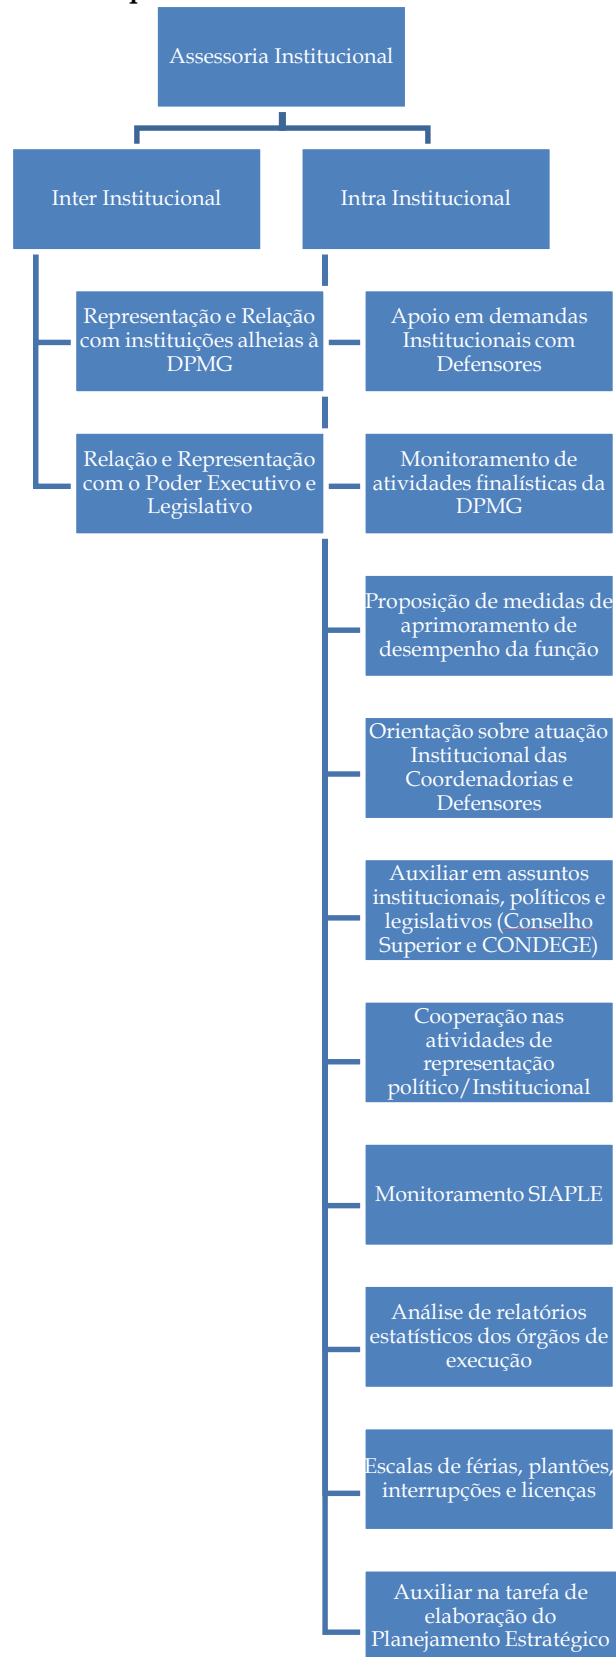 Assessoria Institucional
Inter Institucional
Intra Institucional
Representação e Relação
com instituições alheias à
DPMG
Relação e Representação
com o Poder Executivo e
Legislativo
Apoio em demandas
Institucionais com
Defensores
Monitoramento de
atividades finalísticas da
DPMG
Proposição de medidas de
aprimoramento de
desempenho da função
Orientação sobre atuação
Institucional das
Coordenadorias e
Defensores
Auxiliar em assuntos
institucionais, políticos e
legislativos (Conselho
Superior e CONDEGE)
Cooperação nas
atividades de
representação
político/Institucional
Monitoramento SIAPLE
Análise de relatórios
estatísticos dos órgãos de
execução
Escalas de férias, plantões,
interrupções e licenças
Auxiliar na tarefa de
elaboração do
Planejamento Estratégico